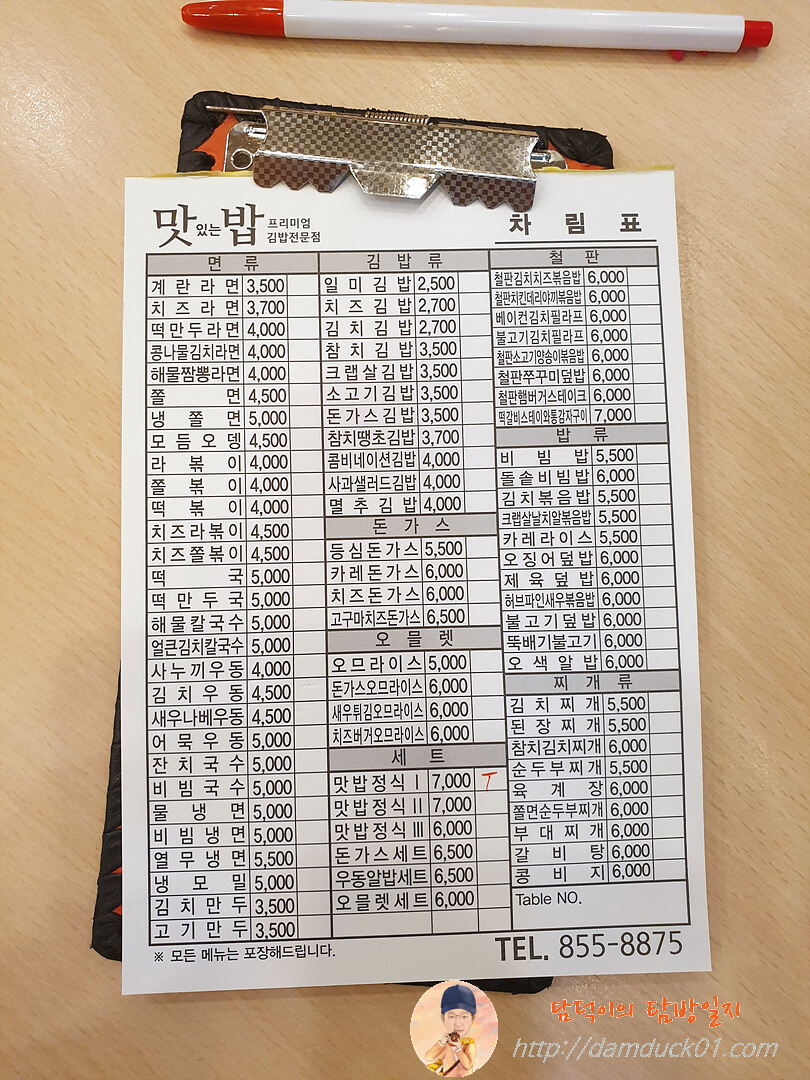 맛있는밥 프리미엄 김밥전문점
차 림 표
면 류
계란라면 3,500
치즈라면 3,700
떡만두라면 4,000
콩나물김치라면 4,000
해물짬뽕라면 4,000
쫄면 4,500
냉쫄면 5,000
모듬오뎅 4,500
라볶이 4,000
쫄볶이 4,000
떡볶이 4,000
치즈라볶이 4,500
치즈쫄볶이 4,500
떡국 5,000
떡만두국 5,000
해물칼국수 5,000
얼큰김치칼국수 5,000
사누끼우동 4,000
김치우동 4,500
새우나베우동 4,500
어묵우동 5,000
잔치국수 5,000
비빔국수 5,000
물냉면 5,000
비빔냉면 5,000
열무냉면 5,500
냉모밀 5,000
김치만두 3,500
고기만두 3,500
김 밥 류
일미김밥 2,500
치즈김밥 2,700
김치김밥 2,700
참치김밥 3,500
크랩살김밥 3,500
소고기김밥 3,500
돈가스김밥 3,500
참치땡초김밥 3,700
콤비네이션김밥 4,000
사과샐러드김밥 4,000
멸추김밥 4,000
돈 가 스
등심돈가스 5,500
카레돈가스 6,000
치즈돈가스 6,000
고구마치즈돈가스 6,500
오 믈 렛
오므라이스 5,000
돈가스오므라이스 6,000
새우튀김오므라이스 6,000
치즈버거오므라이스 6,000
세 트
맛밥정식Ⅰ 7,000 T
맛밥정식Ⅱ 7,000
맛밥정식Ⅲ 6,000
돈가스세트 6,500
우동알밥세트 6,500
오믈렛세트 6,000
6,000
철 판
철판김치치즈볶음밥 6,000
철판치킨데리야끼볶음밥 6,000
베이컨김치필라프 6,000
불고기김치필라프 6,000
철판소고기양송이볶음밥 6,000
철판쭈꾸미덮밥 6,000
철판햄버거스테이크 6,000
떡갈비스테이와통감자구이 7,000
밥 류
비빔밥 5,500
돌솥비빔밥 6,000
김치볶음밥 5,500
크랩살날치알볶음밥 5,500
카레라이스 5,500
오징어덮밥 6,000
제육덮밥 6,000
허브파인새우볶음밥 6,000
불고기덮밥 6,000
뚝배기불고기 6,000
오색알밥 6,000
찌 개 류
김치찌개 5,500
된장찌개 5,500
참치김치찌개 6,000
순두부찌개 5,500
육계장 6,000
쫄면순두부찌개 6,000
부대찌개 6,000
갈비탕 6,000
콩비지 6,000
Table NO.
※ 모든 메뉴는 포장해드립니다.
TEL. 855-8875
담덕이의 탐방일지
http://damduck01.com